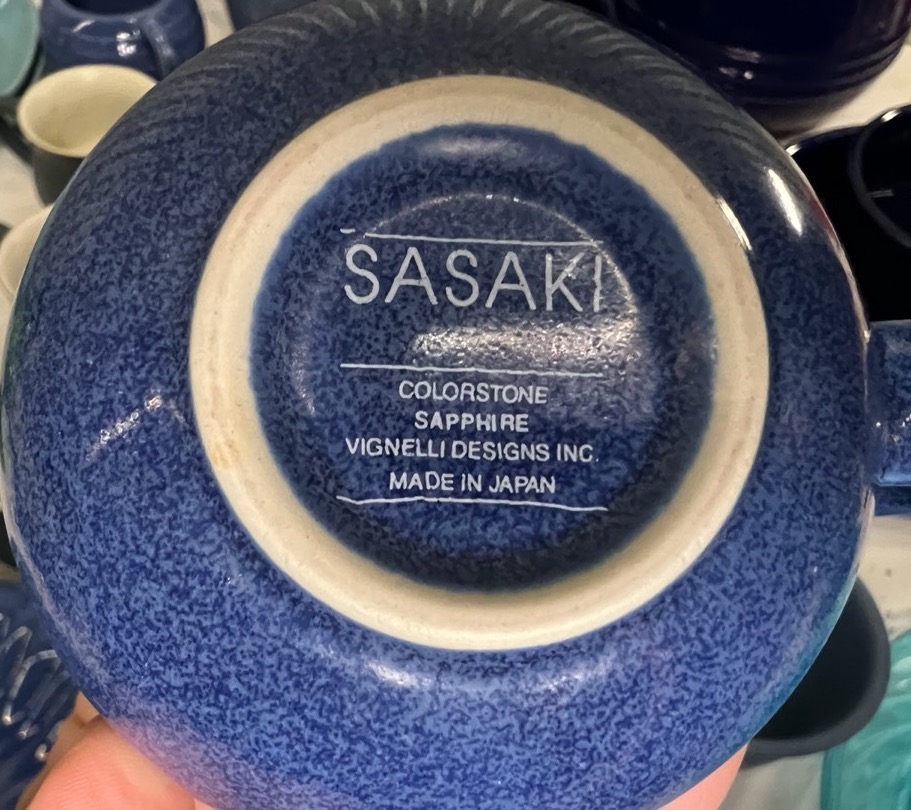 SASAKI
COLORSTONE
SAPPHIRE
VIGNELLI DESIGNS INC.
MADE IN JAPAN